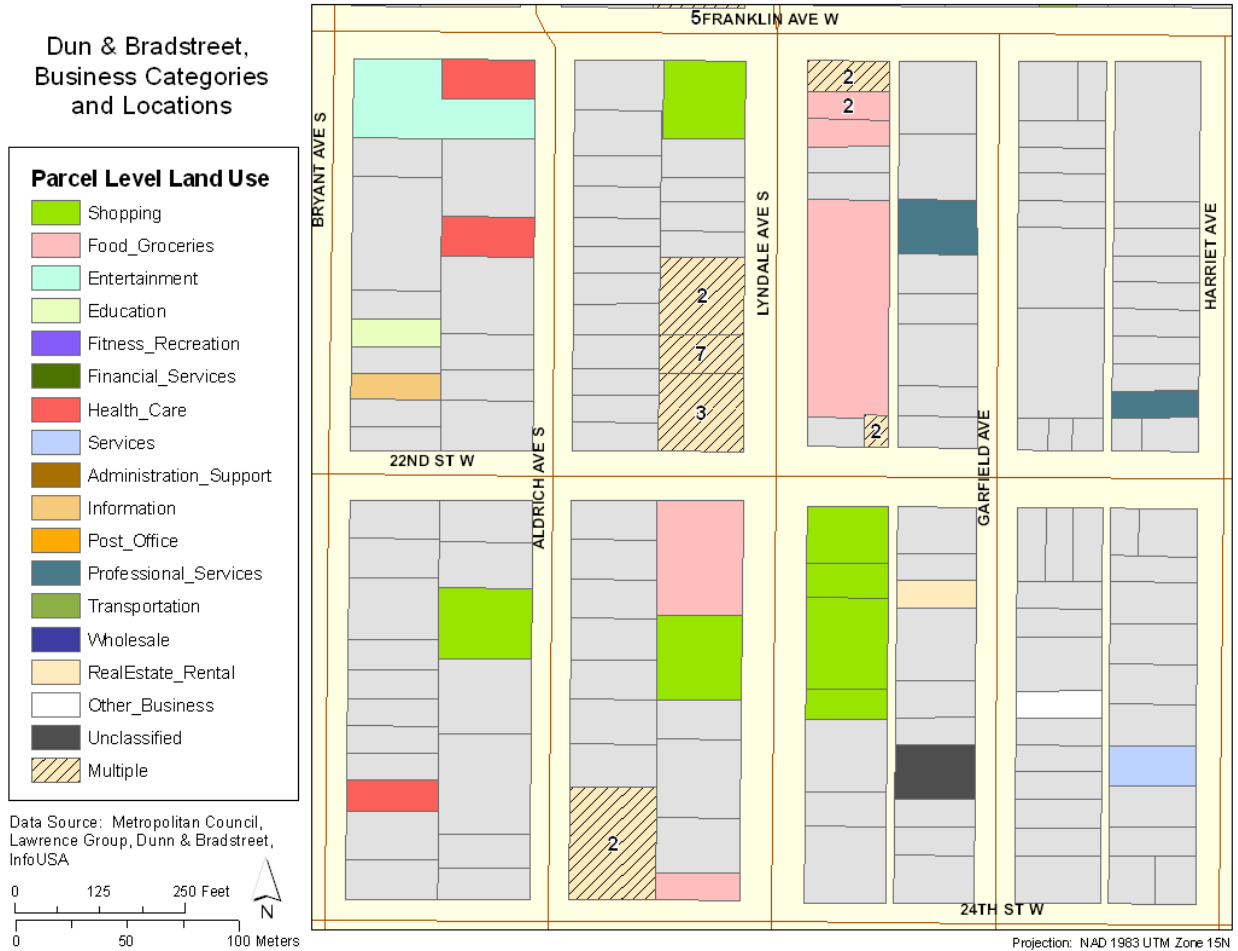 Dun & Bradstreet,
Business Categories
and Locations
Parcel Level Land Use
Shopping
Food_Groceries
Entertainment
Education
Fitness_Recreation
Financial_Services
Health_Care
Services
Administration_Support
Information
Post_Office
Professional_Services
Transportation
Wholesale
RealEstate_Rental
Other_Business
Unclassified
Multiple
Data Source: Metropolitan Council,
Lawrence Group, Dunn & Bradstreet,
InfoUSA
0 125 250 Feet
N
0 50 100 Meters
5
FRANKLIN AVE W
BRYANT AVE S
LYNDALE AVE S
HARRIET AVE
2
2
2
7
3
2
22ND ST W
ALDRICH AVE S
GARFIELD AVE
2
24TH ST W
Projection: NAD 1983 UTM Zone 15N